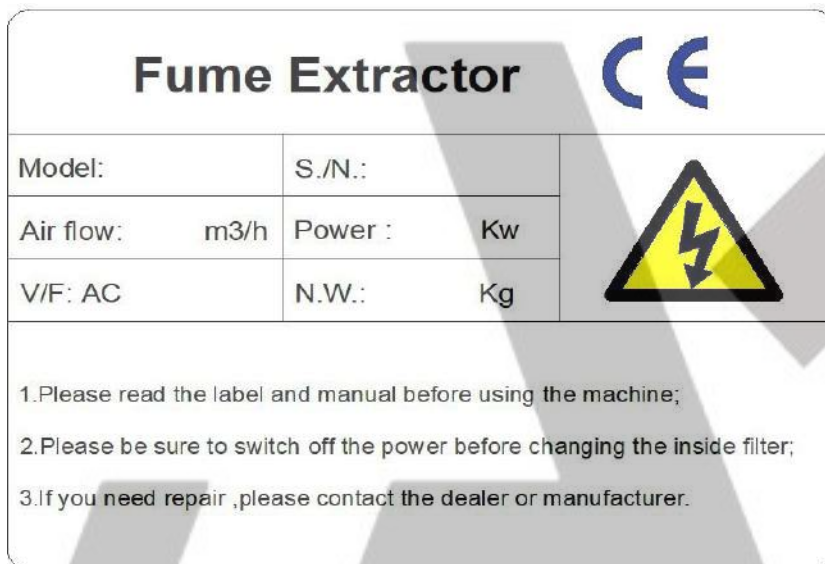 Fume Extractor CE
Model: S./N.:
Air flow: m3/h Power : Kw
V/F: AC N.W.: Kg
1.Please read the label and manual before using the machine;
2.Please be sure to switch off the power before changing the inside filter;
3.If you need repair ,please contact the dealer or manufacturer.